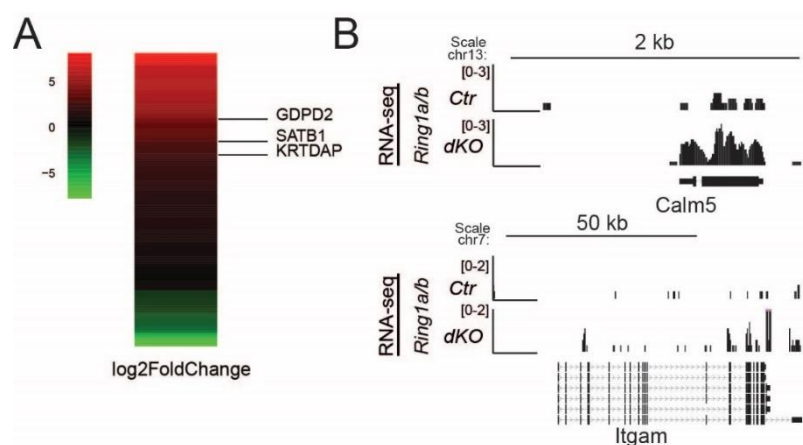 A
5
0
−5
GDPD2
SATB1
KRTDAP
log2FoldChange
B
Scale
chr13:
2 kb
RNA-seq
Ring1a/b
[0-3]
Ctr
[0-3]
dKO
Calm5
Scale
chr7:
50 kb
RNA-seq
Ring1a/b
[0-2]
Ctr
[0-2]
dKO
Itgam